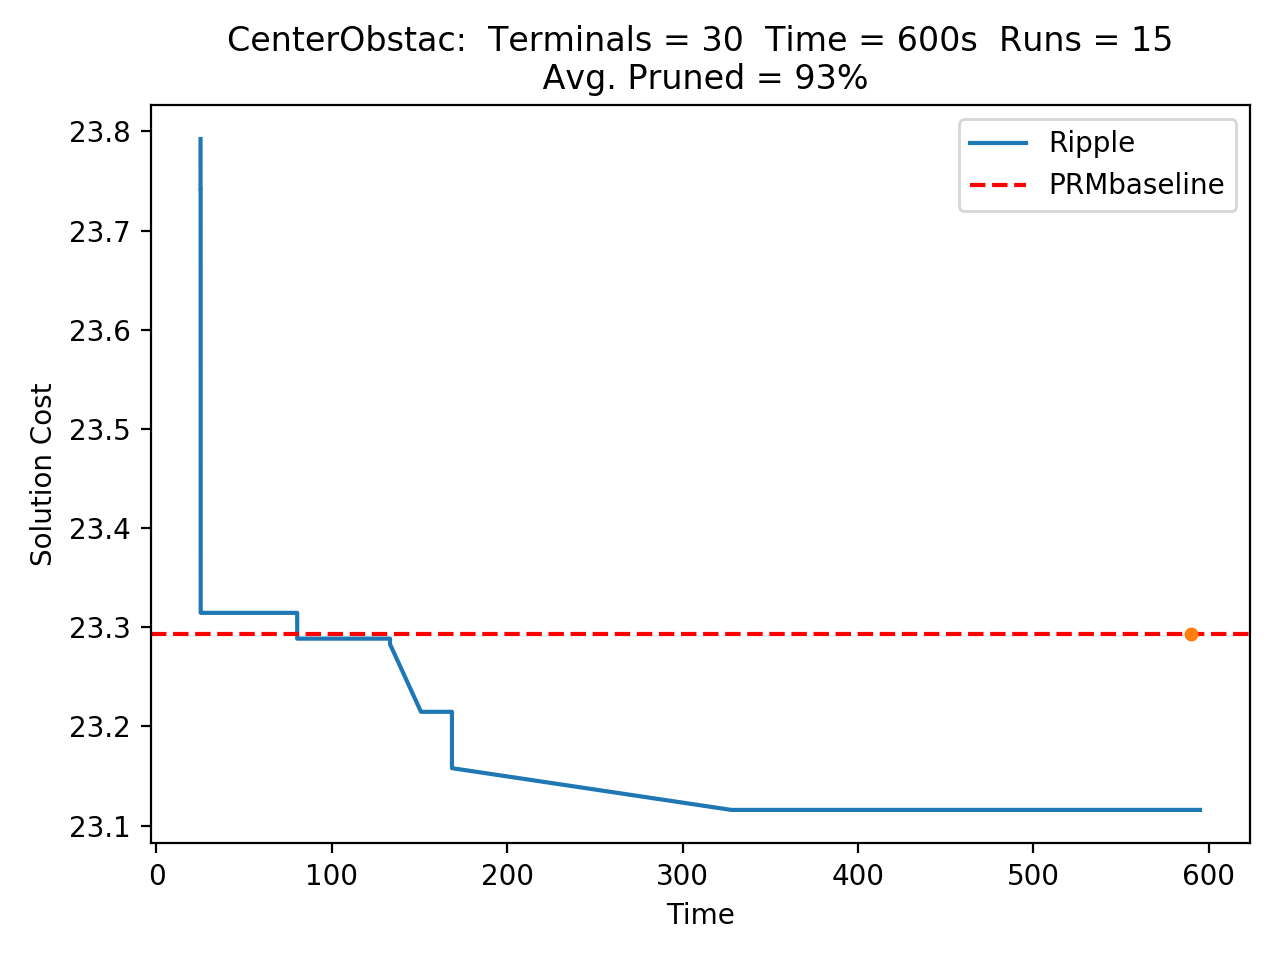 CenterObstac:  Terminals = 30  Time = 600s  Runs = 15
Avg. Pruned = 93%
Ripple
PRMbaseline
23.8
23.7
23.6
23.5
23.4
23.3
23.2
23.1
Solution Cost
0 100 200 300 400 500 600
Time